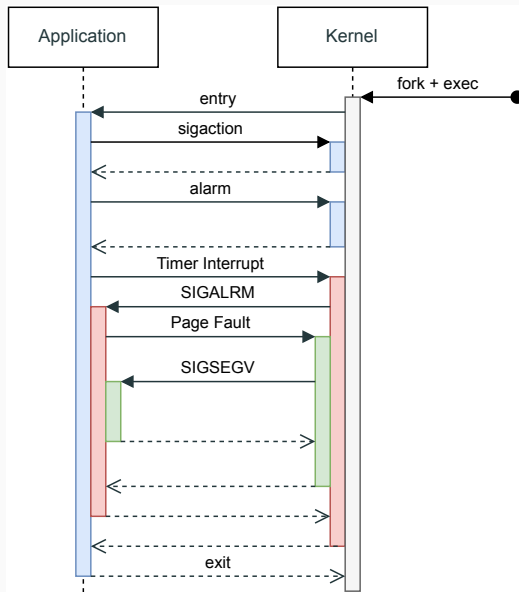 Application
Kernel
fork + exec
entry
sigaction
alarm
Timer Interrupt
SIGALRM
Page Fault
SIGSEGV
exit